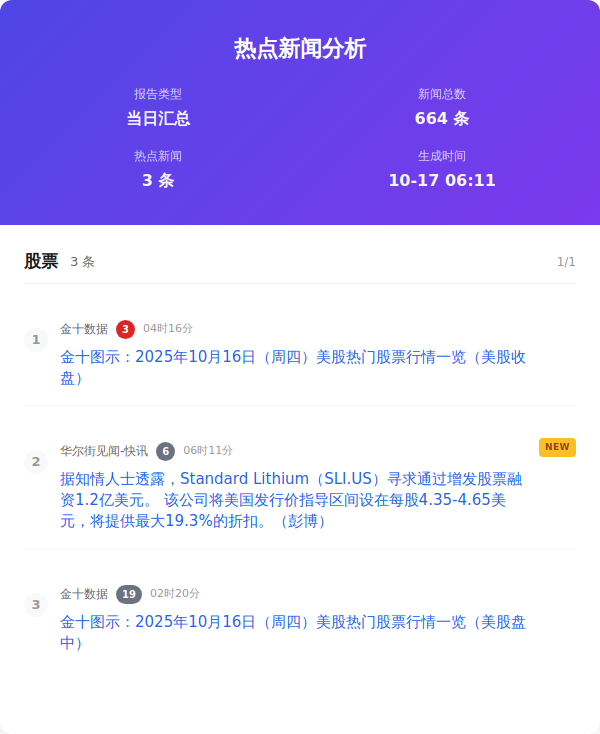 热点新闻分析
报告类型
新闻总数
当日汇总
664 条
热点新闻
生成时间
3 条
10-17 06:11
股票 3 条 1/1
1
金十数据 3 04时16分
金十图示：2025年10月16日（周四）美股热门股票行情一览（美股收
盘）
2
华尔街见闻-快讯 6 06时11分 NEW
据知情人士透露，Standard Lithium（SLI.US）寻求通过增发股票融
资1.2亿美元。 该公司将美国发行价指导区间设在每股4.35-4.65美
元，将提供最大19.3%的折扣。（彭博）
3
金十数据 19 02时20分
金十图示：2025年10月16日（周四）美股热门股票行情一览（美股盘
中）